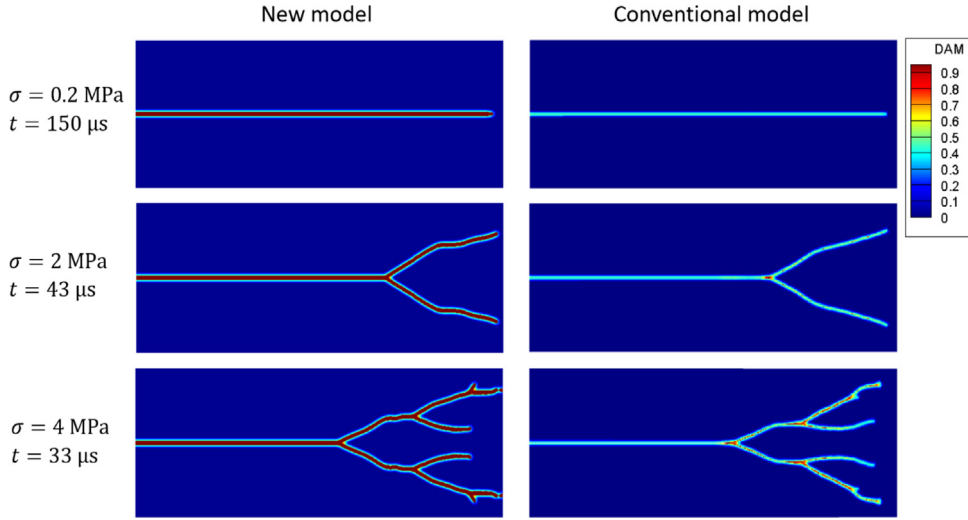 New model
Conventional model
DAM
0.9
0.8
0.7
0.6
0.5
0.4
0.3
0.2
0.1
0
σ = 0.2 MPa
t = 150 μs
σ = 2 MPa
t = 43 μs
σ = 4 MPa
t = 33 μs